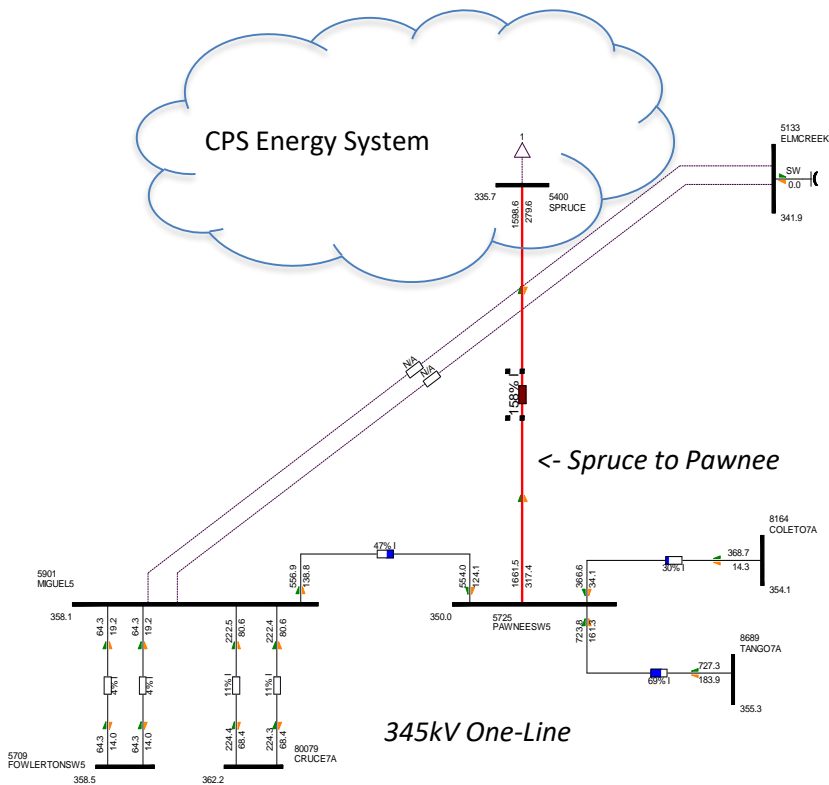 CPS Energy System
1
5133
ELMCREEK
SW
0.0
341.9
335.7
5400
SPRUCE
1598.6
279.6
N/A
N/A
158% I
<- Spruce to Pawnee
8164
COLETO7A
368.7
14.3
30% I
366.6
34.1
354.1
47% I
5901
MIGUEL5
556.9
138.8
554.0
124.1
1661.5
317.4
358.1
350.0
5725
PAWNEESW5
64.3
19.2
64.3
19.2
222.5
80.6
222.4
80.6
723.8
161.3
8689
TANGO7A
727.3
183.9
69% I
355.3
4% I
4% I
11% I
11% I
64.3
14.0
64.3
14.0
224.4
68.4
224.3
68.4
345kV One-Line
5709
FOWLERTONSW5
358.5
80079
CRUCE7A
362.2